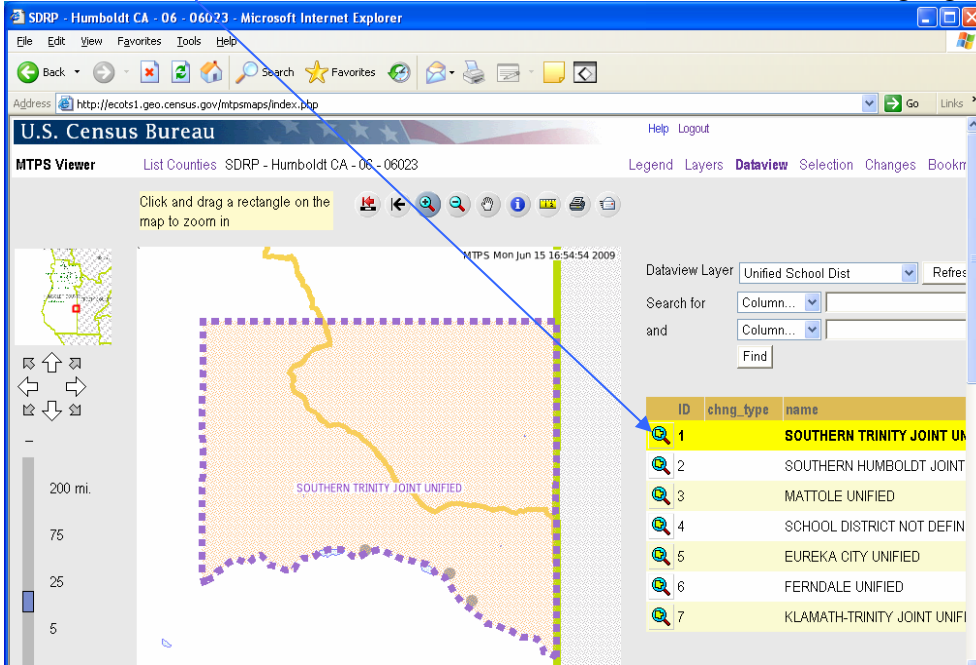 SDRP - Humboldt CA - 06 - 06023 - Microsoft Internet Explorer
File Edit View Favorites Tools Help
Back Search Favorites
Address http://ecots1.geo.census.gov/mtpsmaps/index.php Go Links
U.S. Census Bureau Help Logout
MTPS Viewer List Counties SDRP - Humboldt CA - 06 - 06023 Legend Layers Dataview Selection Changes Bookm
Click and drag a rectangle on the
map to zoom in
MTPS Mon Jun 15 16:54:54 2009
Dataview Layer Unified School Dist Refres
Search for Column...
and Column...
Find
ID chng_type name
1 SOUTHERN TRINITY JOINT UN
2 SOUTHERN HUMBOLDT JOINT
3 MATTOLE UNIFIED
4 SCHOOL DISTRICT NOT DEFIN
5 EUREKA CITY UNIFIED
6 FERNDALE UNIFIED
7 KLAMATH-TRINITY JOINT UNIFI
SOUTHERN TRINITY JOINT UNIFIED
200 mi.
75
25
5